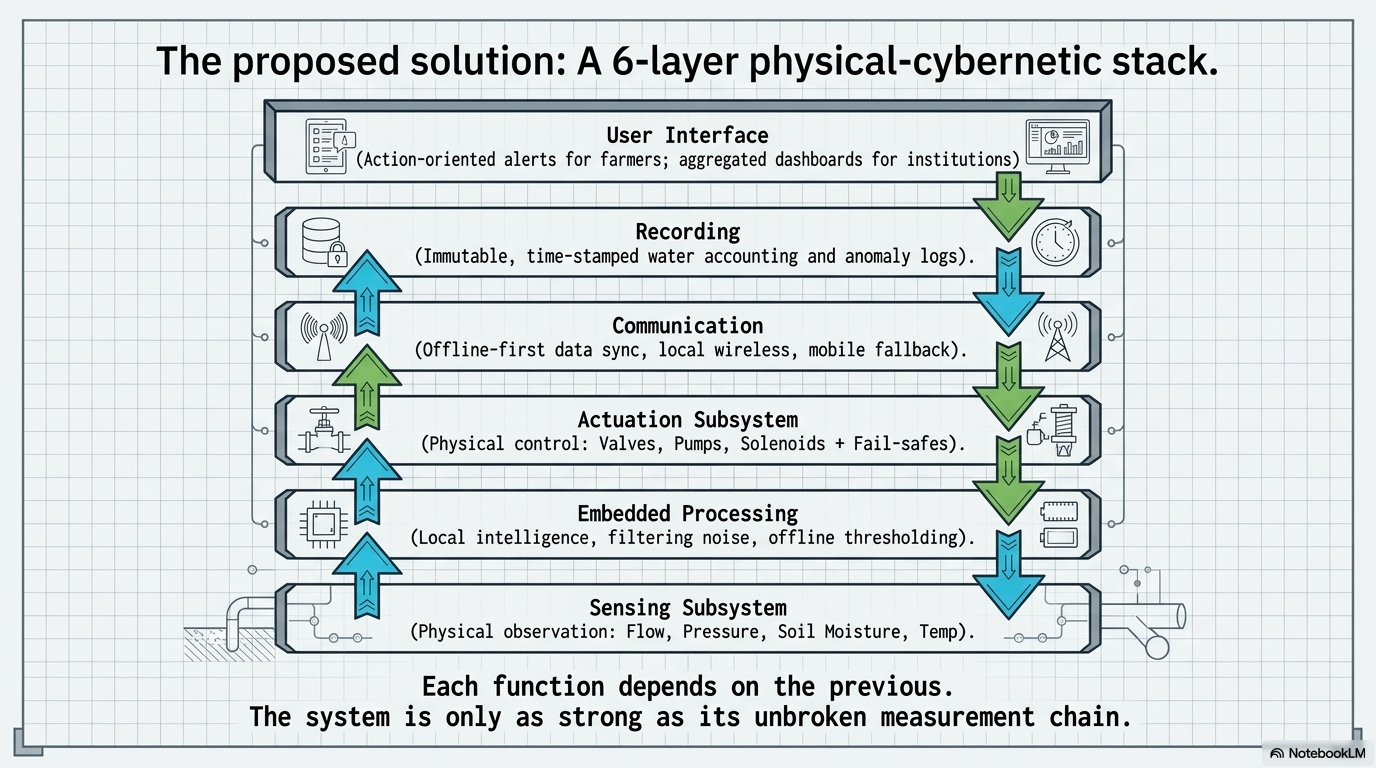 The proposed solution: A 6-layer physical-cybernetic stack.
User Interface
(Action-oriented alerts for farmers; aggregated dashboards for institutions)
Recording
(Immutable, time-stamped water accounting and anomaly logs).
Communication
(Offline-first data sync, local wireless, mobile fallback).
Actuation Subsystem
(Physical control: Valves, Pumps, Solenoids + Fail-safes).
Embedded Processing
(Local intelligence, filtering noise, offline thresholding).
Sensing Subsystem
(Physical observation: Flow, Pressure, Soil Moisture, Temp).
Each function depends on the previous.
The system is only as strong as its unbroken measurement chain.
NotebookLM